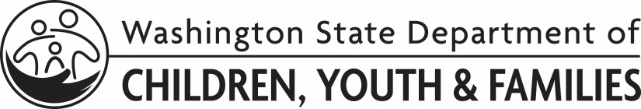 Washington State Department of
CHILDREN, YOUTH & FAMILIES